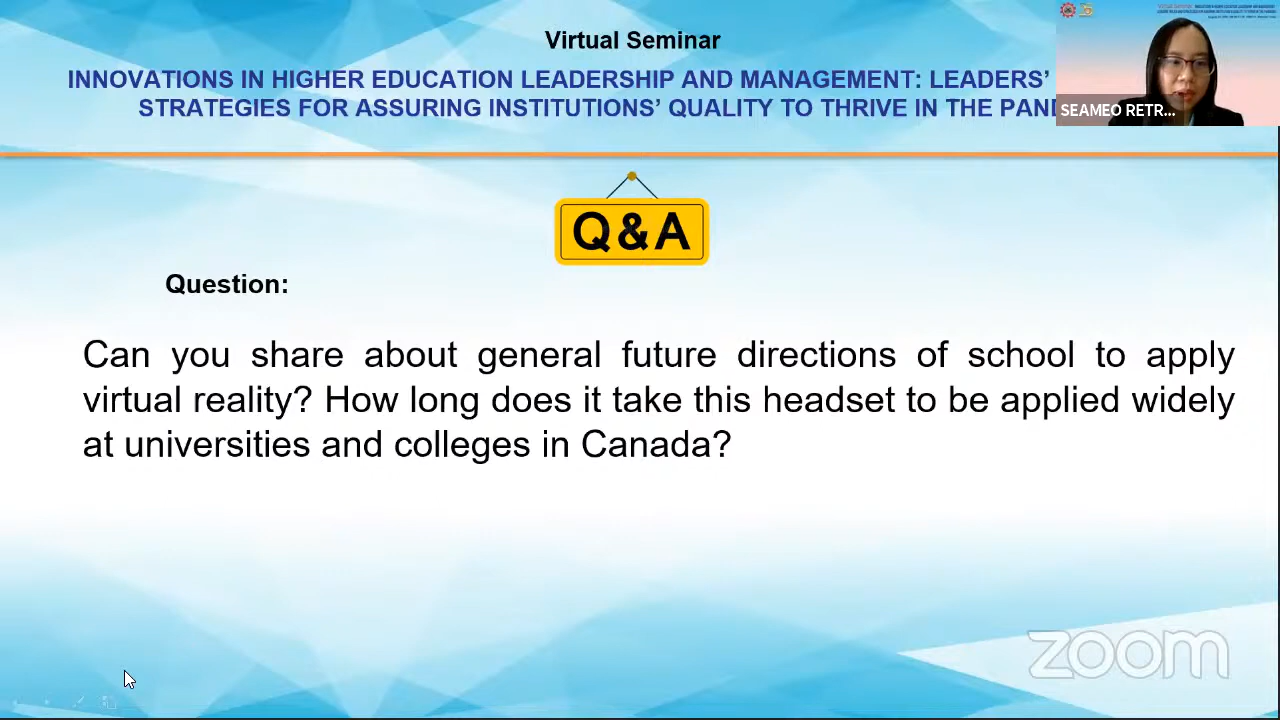 Virtual Seminar
INNOVATIONS IN HIGHER EDUCATION LEADERSHIP AND MANAGEMENT: LEADERS’
STRATEGIES FOR ASSURING INSTITUTIONS’ QUALITY TO THRIVE IN THE
SEAMEO RETR...
Q&A
Question:
Can you share about general future directions of school to apply
virtual reality? How long does it take this headset to be applied widely
at universities and colleges in Canada?
zoom